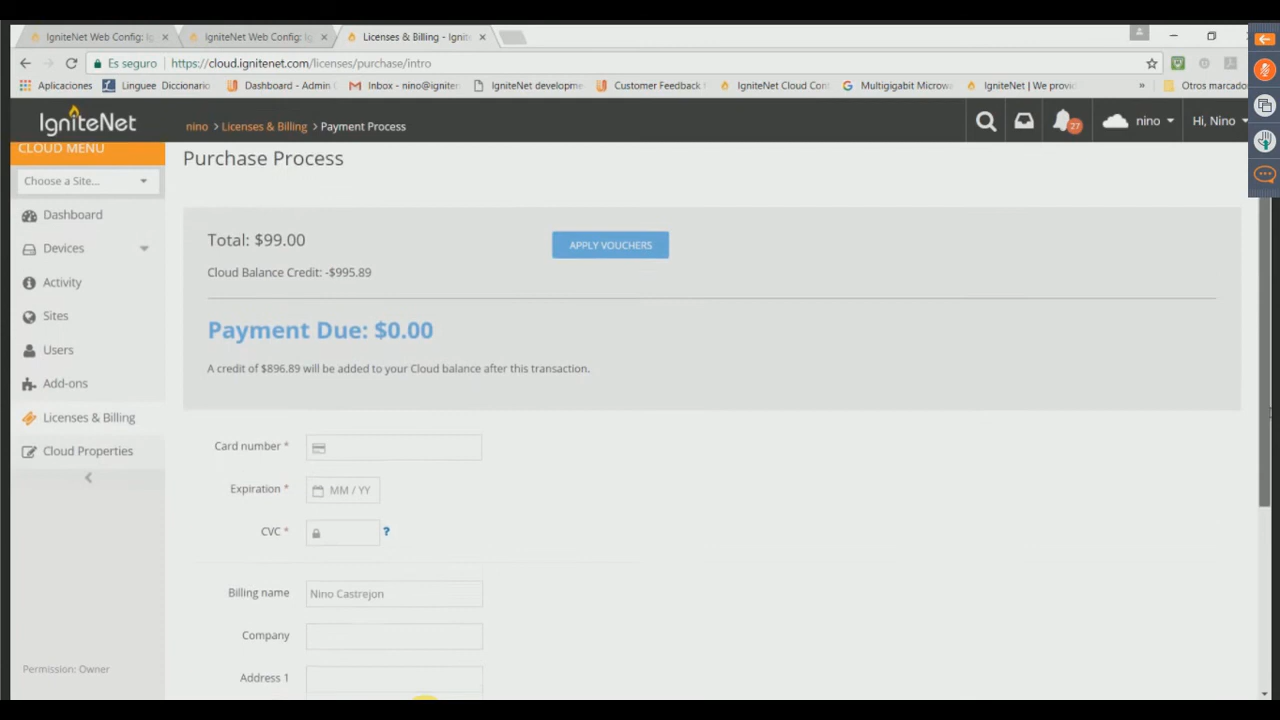 IgniteNet Web Config: Ig
IgniteNet Web Config: Ig
Licenses & Billing - Ignite
Es seguro
https://cloud.ignitenet.com/licenses/purchase/intro
Aplicaciones
Linguee Diccionario
Dashboard - Admin
Inbox - nino@igniter
IgniteNet developme
Customer Feedback
IgniteNet Cloud Cont
Multigigabit Microwa
IgniteNet | We provi
»
Otros marcado
IgniteNet
nino > Licenses & Billing > Payment Process
27
nino
Hi, Nino
CLOUD MENU
Choose a Site...
Dashboard
Devices
Activity
Sites
Users
Add-ons
Licenses & Billing
Cloud Properties
Permission: Owner
Purchase Process
Total: $99.00
APPLY VOUCHERS
Cloud Balance Credit: -$995.89
Payment Due: $0.00
A credit of $896.89 will be added to your Cloud balance after this transaction.
Card number *
Expiration *
MM / YY
CVC *
?
Billing name
Nino Castrejon
Company
Address 1